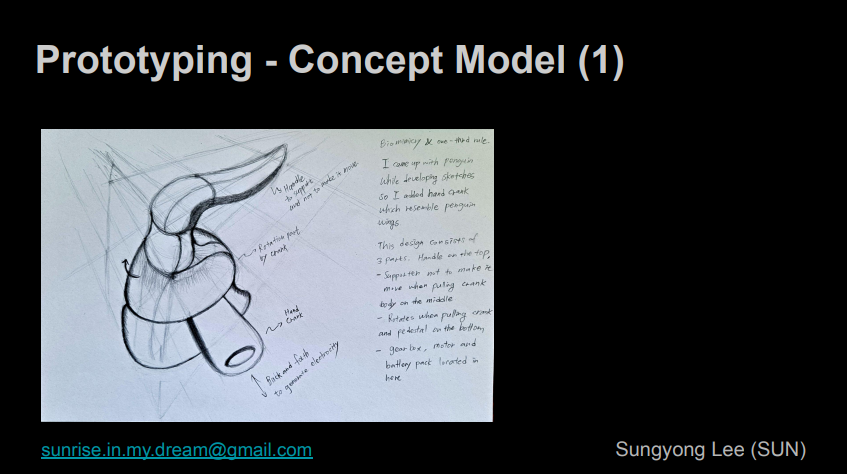 Prototyping - Concept Model (1)
Biomimicry & one-third rule.
I came up with penguin
while developing sketches
so I added hand crank
which resemble penguin
wings.
This design consists of
3 parts. Handle on the top,
- Supporter not to make it
move when pulling crank
body on the middle
- Rotates when pulling crank
and pedestal on the bottom,
- gear box, motor and
battery pack located in
here
Handle
to support
and not to make it move.
Rotation part
by crank
Hand
Crank
Back and forth
to generate electricity
sunrise.in.my.dream@gmail.com
Sungyong Lee (SUN)